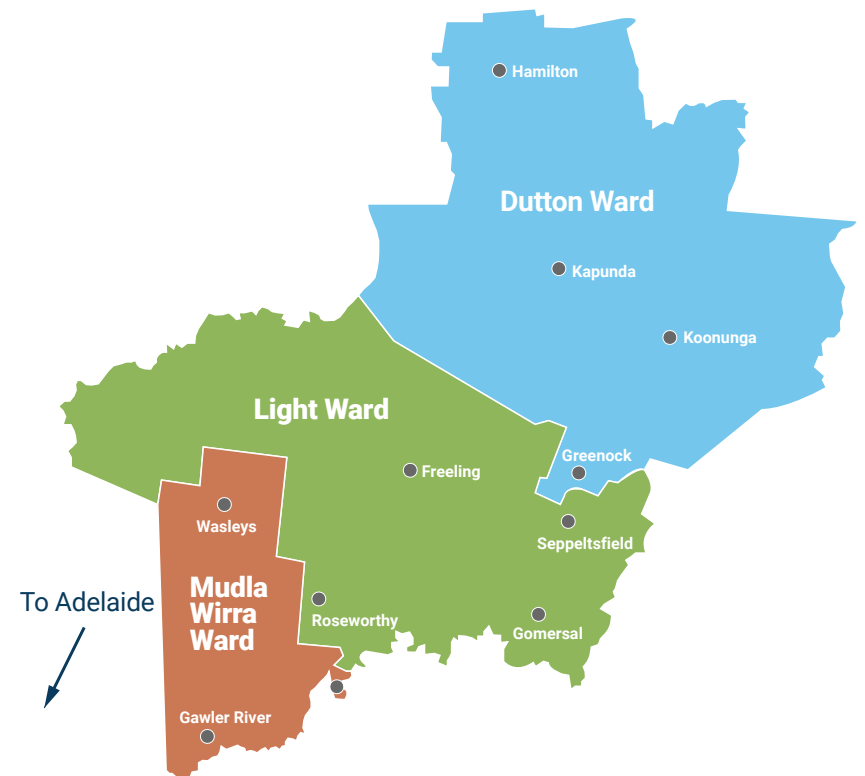 Hamilton
Dutton Ward
Kapunda
Koonunga
Light Ward
Greenock
Freeling
Wasleys
Seppeltsfield
Mudla
Wirra
Ward
To Adelaide
Roseworthy
Gomersal
Gawler River